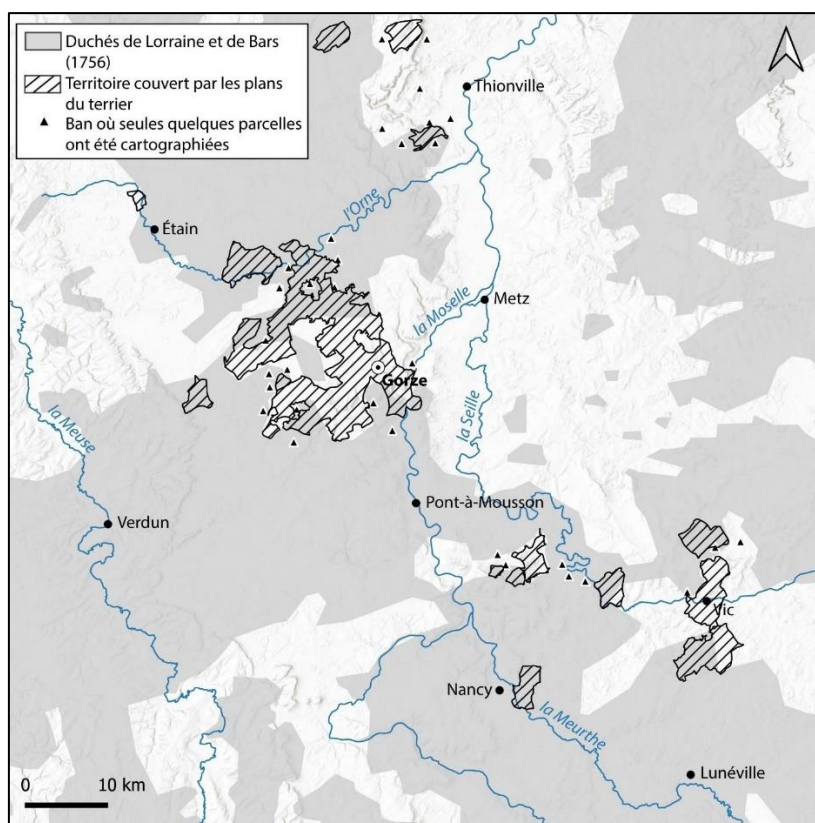 Duchés de Lorraine et de Bars
(1756)
Territoire couvert par les plans
du terrier
Ban où seules quelques parcelles
ont été cartographiées
Thionville
l'Orne
Étain
Metz
la Moselle
Gorze
la Seille
la Meuse
Pont-à-Mousson
Verdun
Vic
Nancy
la Meurthe
Lunéville
0 10 km